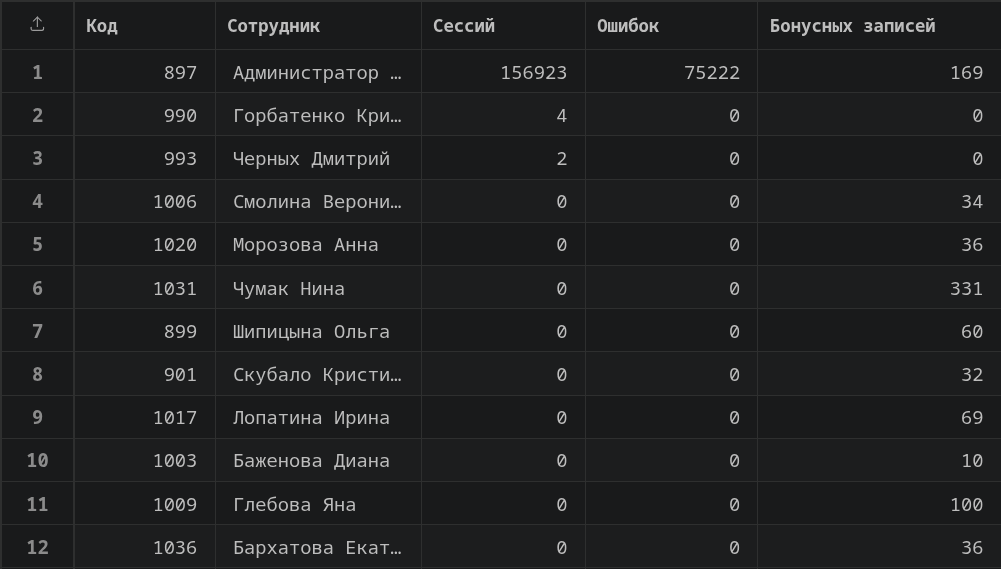 Код Сотрудник Сессий Ошибок Бонусных записей
1 897 Администратор … 156923 75222 169
2 990 Горбатенко Кри… 4 0 0
3 993 Черных Дмитрий 2 0 0
4 1006 Смолина Верони… 0 0 34
5 1020 Морозова Анна 0 0 36
6 1031 Чумак Нина 0 0 331
7 899 Шипицына Ольга 0 0 60
8 901 Скубало Кристи… 0 0 32
9 1017 Лопатина Ирина 0 0 69
10 1003 Баженова Диана 0 0 10
11 1009 Глебова Яна 0 0 100
12 1036 Бархатова Екат… 0 0 36